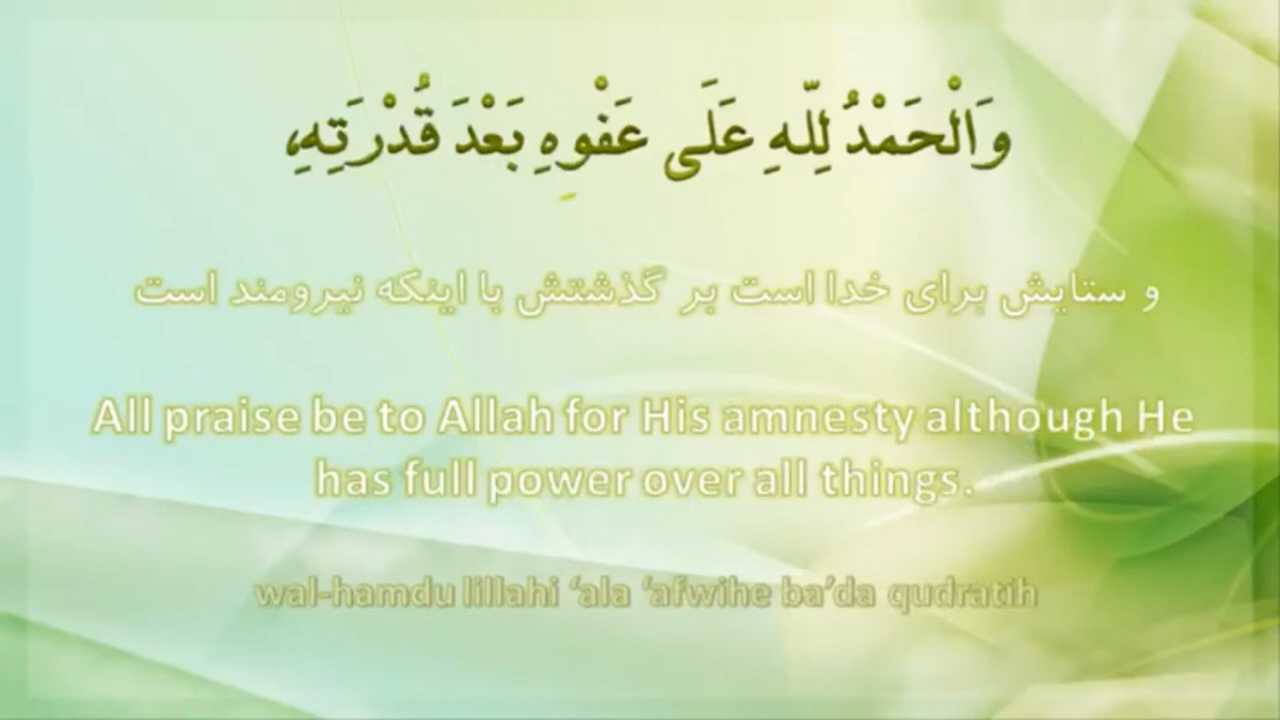 وَالْحَمْدُ لِلّهِ عَلَى عَفْوِهِ بَعْدَ قُدْرَتِهِ،
و ستایش برای خدا است بر گذشتش با اینکه نیرومند است
All praise be to Allah for His amnesty although He
has full power over all things.
wal-hamdu lillahi ‘ala ‘afwihe ba’da qudratih